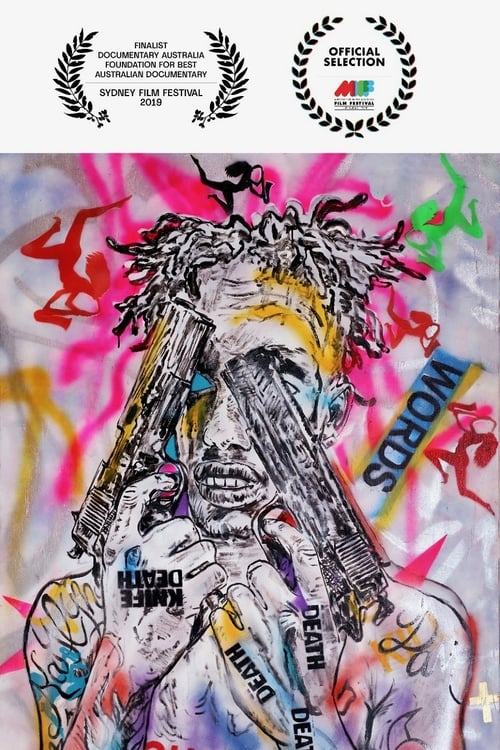 FINALIST
DOCUMENTARY AUSTRALIA
FOUNDATION FOR BEST
AUSTRALIAN DOCUMENTARY
SYDNEY FILM FESTIVAL
2019
OFFICIAL
SELECTION
FILM FESTIVAL
WORDS
KNIFE
DEATH
DEATH
DEATH
DEA